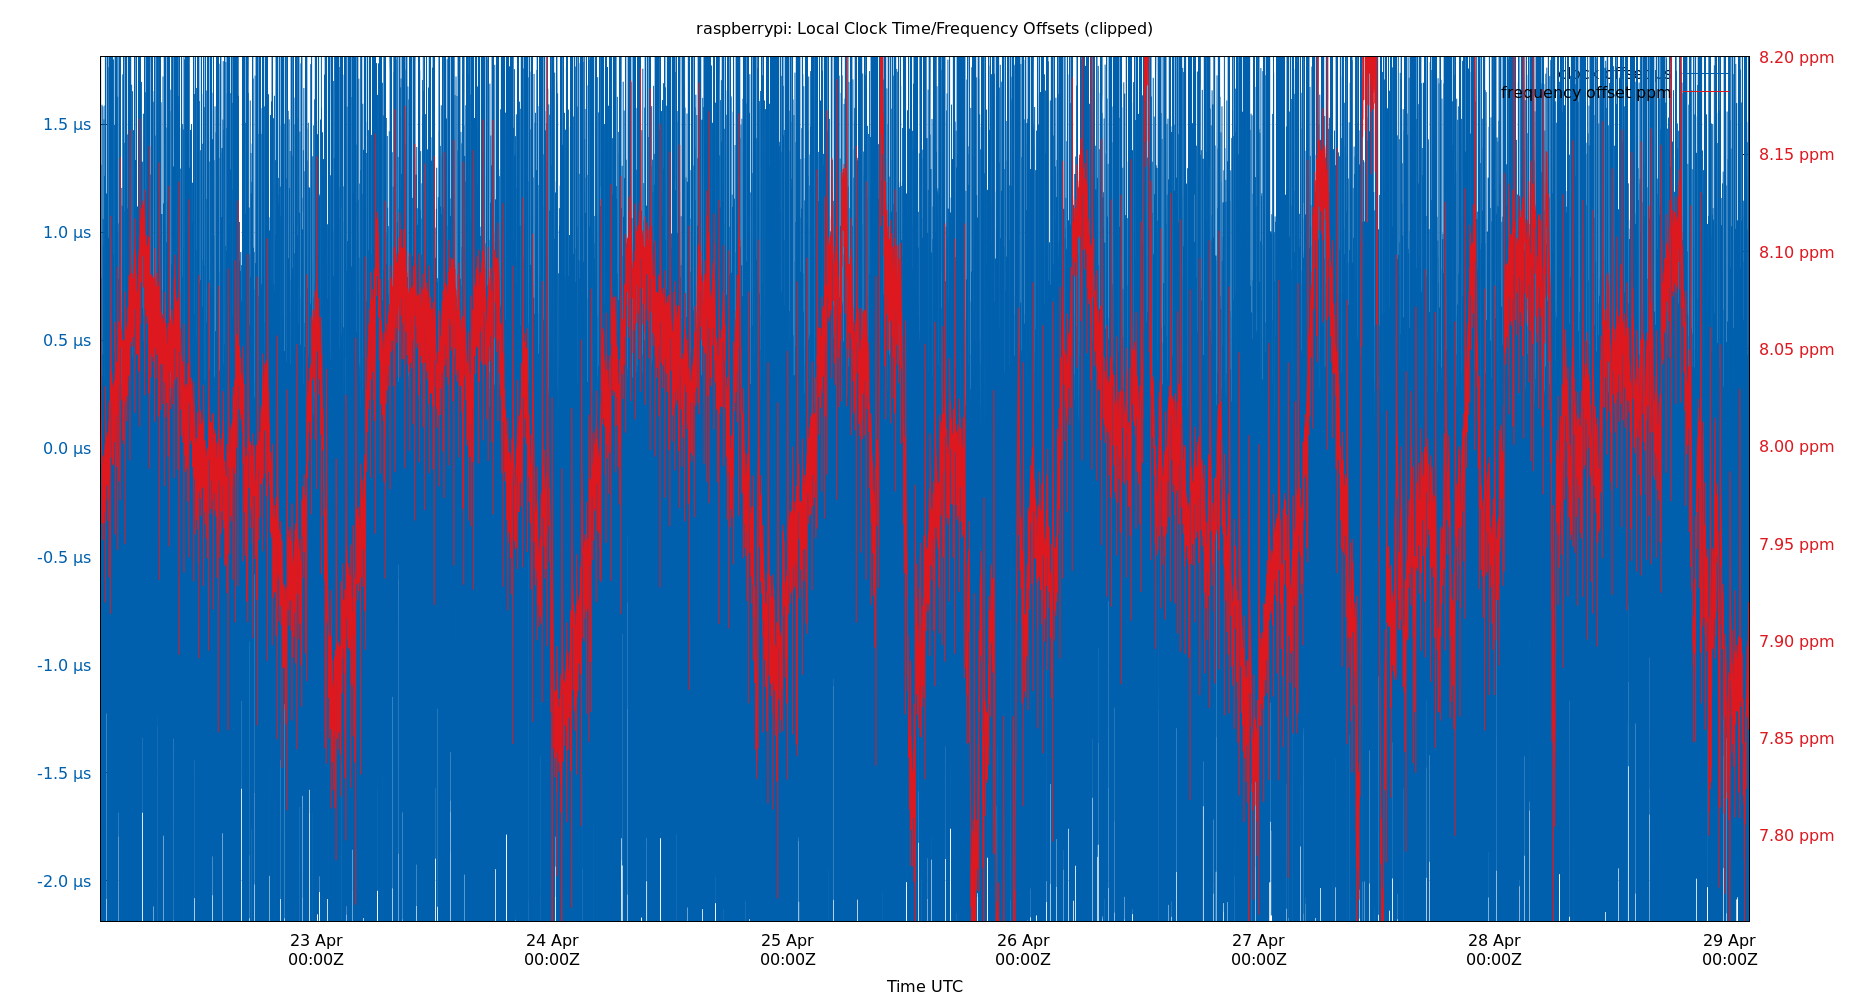 raspberrypi: Local Clock Time/Frequency Offsets (clipped)
8.20 ppm
clock offset µs
frequency offset ppm
1.5 µs
8.15 ppm
1.0 µs
8.10 ppm
0.5 µs
8.05 ppm
0.0 µs
8.00 ppm
-0.5 µs
7.95 ppm
-1.0 µs
7.90 ppm
-1.5 µs
7.85 ppm
-2.0 µs
7.80 ppm
23 Apr
00:00Z
24 Apr
00:00Z
25 Apr
00:00Z
26 Apr
00:00Z
27 Apr
00:00Z
28 Apr
00:00Z
29 Apr
00:00Z
Time UTC